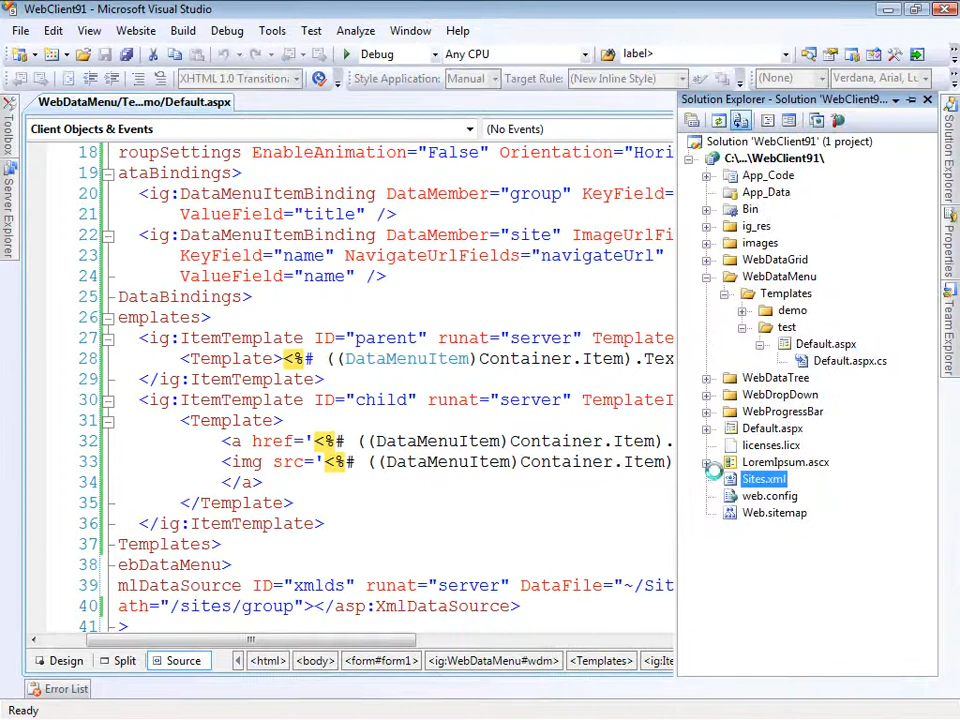 WebClient91 - Microsoft Visual Studio
File Edit View Website Build Debug Tools Test Analyze Window Help
Debug Any CPU label>
XHTML 1.0 Transition Style Application: Manual Target Rule: (New Inline Style) (None) Verdana, Arial, Lu
WebDataMenu/Te...mo/Default.aspx
Client Objects & Events (No Events)
18 roupSettings EnableAnimation="False" Orientation="Hori
19 ataBindings>
20 <ig:DataMenuItemBinding DataMember="group" KeyField=
21 ValueField="title" />
22 <ig:DataMenuItemBinding DataMember="site" ImageUrlFi
23 KeyField="name" NavigateUrlFields="navigateUrl"
24 ValueField="name" />
25 DataBindings>
26 emplates>
27 <ig:ItemTemplate ID="parent" runat="server" Template
28 <Template><%# ((DataMenuItem)Container.Item).Tex
29 </ig:ItemTemplate>
30 <ig:ItemTemplate ID="child" runat="server" TemplateI
31 <Template>
32 <a href='<%# ((DataMenuItem)Container.Item).
33 <img src='<%# ((DataMenuItem)Container.Item)
34 </a>
35 </Template>
36 </ig:ItemTemplate>
37 Templates>
38 ebDataMenu>
39 mlDataSource ID="xmlds" runat="server" DataFile="~/Sit
40 ath="/sites/group"></asp:XmlDataSource>
41 >
Design Split Source <html> <body> <form#form1> <ig:WebDataMenu#wdm> <Templates> <ig:Ite
Error List
Ready
Toolbox
Server Explorer
Solution Explorer - Solution 'WebClient9...
Solution 'WebClient91' (1 project)
C:\...\WebClient91\
App_Code
App_Data
Bin
ig_res
images
WebDataGrid
WebDataMenu
Templates
demo
test
Default.aspx
Default.aspx.cs
WebDataTree
WebDropDown
WebProgressBar
Default.aspx
licenses.licx
LoremIpsum.ascx
Sites.xml
web.config
Web.sitemap
Solution Explorer
Properties
Team Explorer